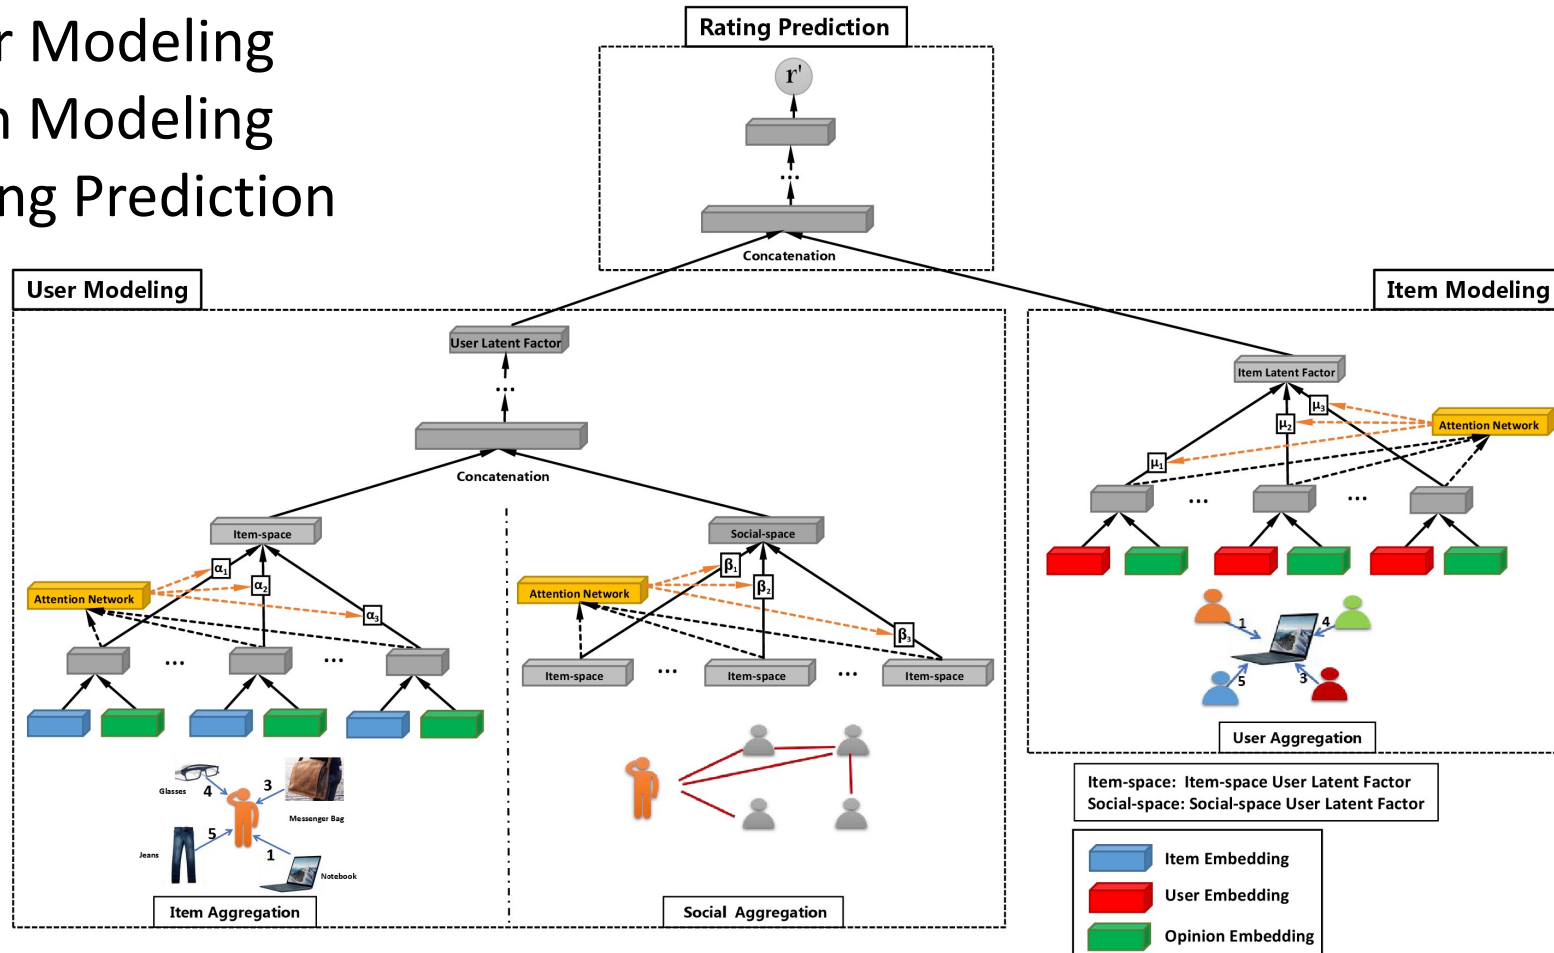 r Modeling
n Modeling
ng Prediction
Rating Prediction
r'
...
Concatenation
User Modeling
User Latent Factor
...
Concatenation
Item-space
α1
α2
α3
Attention Network
...
...
Glasses
4
3
Messenger Bag
Jeans
5
1
Notebook
Item Aggregation
Social-space
β1
β2
β3
Attention Network
Item-space
...
Item-space
...
Item-space
Social Aggregation
Item Modeling
Item Latent Factor
μ3
μ2
μ1
Attention Network
...
...
1
4
5
3
User Aggregation
Item-space: Item-space User Latent Factor
Social-space: Social-space User Latent Factor
Item Embedding
User Embedding
Opinion Embedding